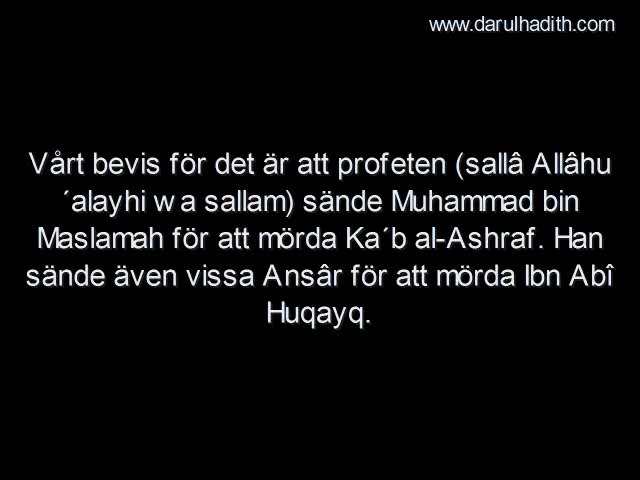 www.darulhadith.com
Vårt bevis för det är att profeten (sallâ Allâhu
´alayhi wa sallam) sände Muhammad bin
Maslamah för att mörda Ka´b al-Ashraf. Han
sände även vissa Ansâr för att mörda Ibn Abî
Huqayq.